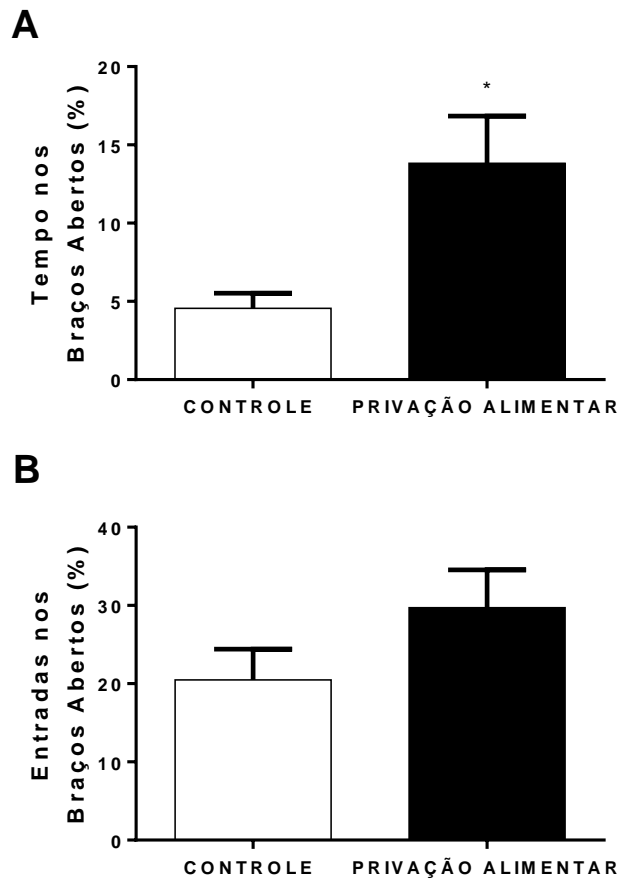 A
20
15
10
5
0
Tempo nos
Braços Abertos (%)
*
CONTROLE PRIVAÇÃO ALIMENTAR
B
40
30
20
10
0
Entradas nos
Braços Abertos (%)
CONTROLE PRIVAÇÃO ALIMENTAR